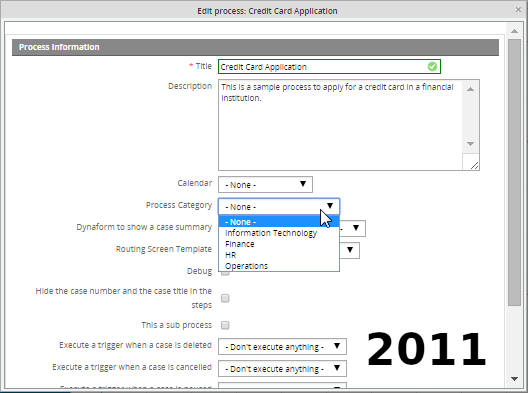 Edit process: Credit Card Application
Process Information
* Title Credit Card Application
Description This is a sample process to apply for a credit card in a financial
institution.
Calendar - None -
Process Category - None -
- None -
Dynaform to show a case summary
Information Technology
Finance
Routing Screen Template
HR
Operations
Debug
Hide the case number and the case title in the
steps
This a sub process
Execute a trigger when a case is deleted - Don't execute anything -
Execute a trigger when a case is cancelled - Don't execute anything -
2011